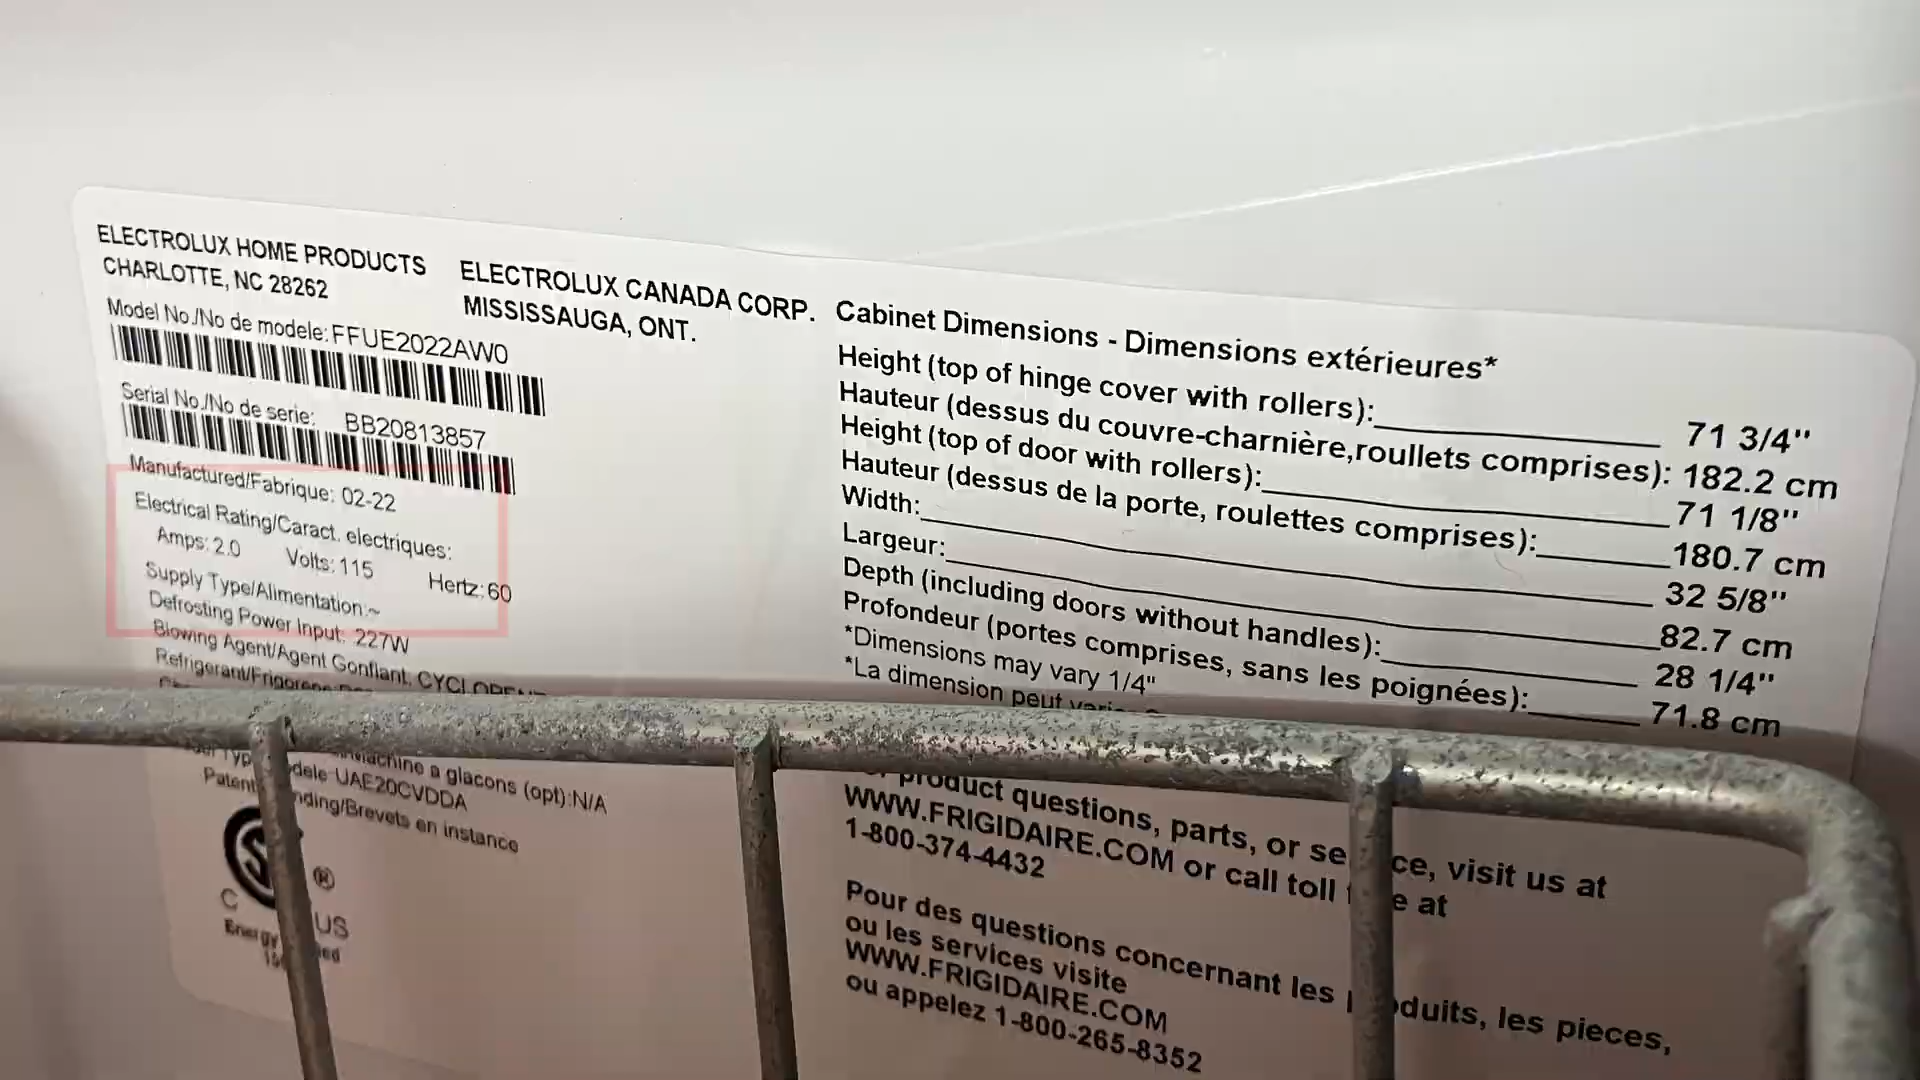 ELECTROLUX HOME PRODUCTS
CHARLOTTE, NC 28262
ELECTROLUX CANADA CORP.
MISSISSAUGA, ONT.
Model No./No de modele: FFUE2022AW0
Serial No./No de serie: BB20813857
Manufactured/Fabrique: 02-22
Electrical Rating/Caract. electriques:
Amps: 2.0 Volts: 115 Hertz: 60
Supply Type/Alimentation:~
Defrosting Power Input: 227W
Blowing Agent/Agent Gonflant:
Refrigerant/Frigorene:
machine a glacons (opt):N/A
UAE20CVDDA
en instance
C US
®
Cabinet Dimensions - Dimensions extérieures*
Height (top of hinge cover with rollers): 71 3/4"
Hauteur (dessus du couvre-charnière,roullets comprises): 182.2 cm
Height (top of door with rollers): 71 1/8"
Hauteur (dessus de la porte, roulettes comprises): 180.7 cm
Width: 32 5/8"
Largeur: 82.7 cm
Depth (including doors without handles): 28 1/4"
Profondeur (portes comprises, sans les poignées): 71.8 cm
*Dimensions may vary 1/4"
*La dimension peut
product questions, parts, or visit us at
WWW.FRIGIDAIRE.COM or call toll at
1-800-374-4432
Pour des questions concernant les
les pieces,
ou les services visite
WWW.FRIGIDAIRE.COM
ou appelez 1-800-265-8352